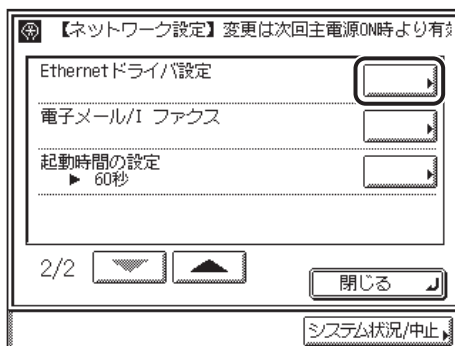 【ネットワーク設定】変更は次回主電源ON時より有効
Ethernetドライバ設定
電子メール/I ファクス
起動時間の設定
▶ 60秒
2/2
閉じる
システム状況/中止